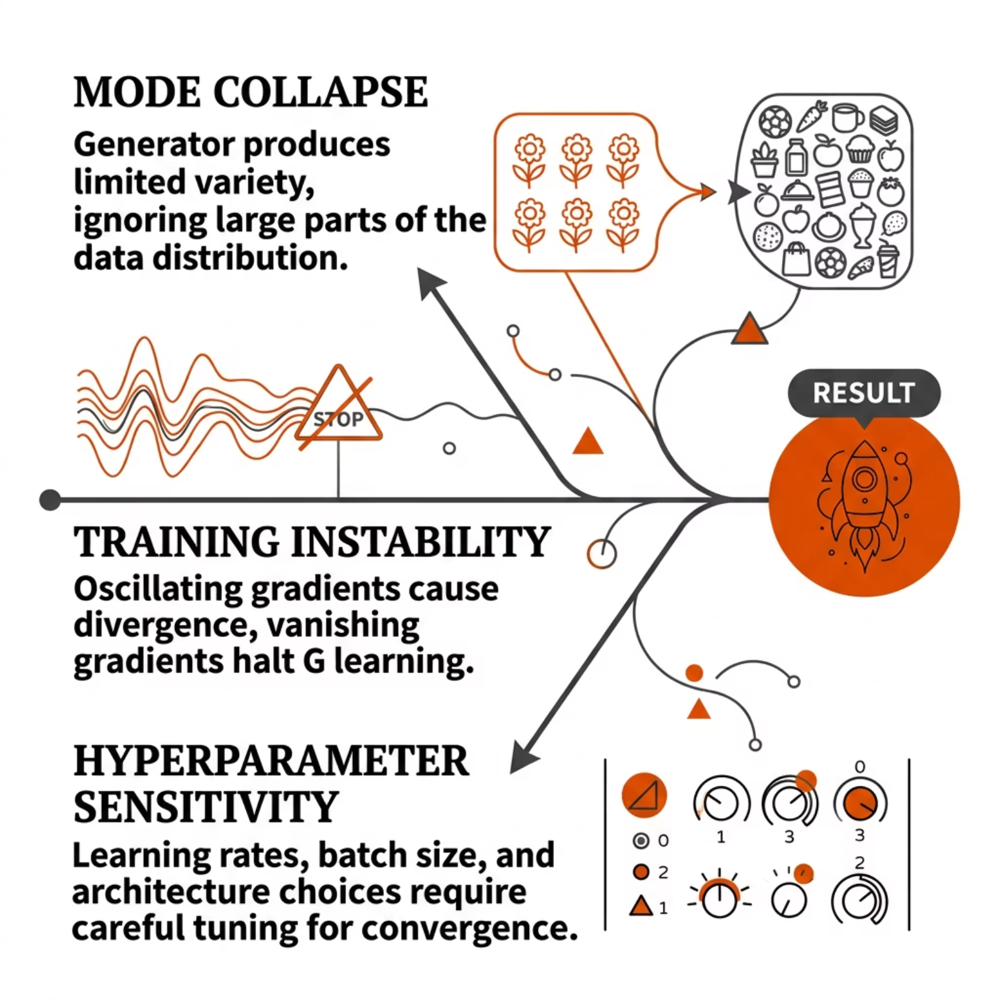 MODE COLLAPSE
Generator produces
limited variety,
ignoring large parts of the
data distribution.
STOP
RESULT
TRAINING INSTABILITY
Oscillating gradients cause
divergence, vanishing
gradients halt G learning.
HYPERPARAMETER
SENSITIVITY
Learning rates, batch size, and
architecture choices require
careful tuning for convergence.
0
1
3
3
0
2
2
1